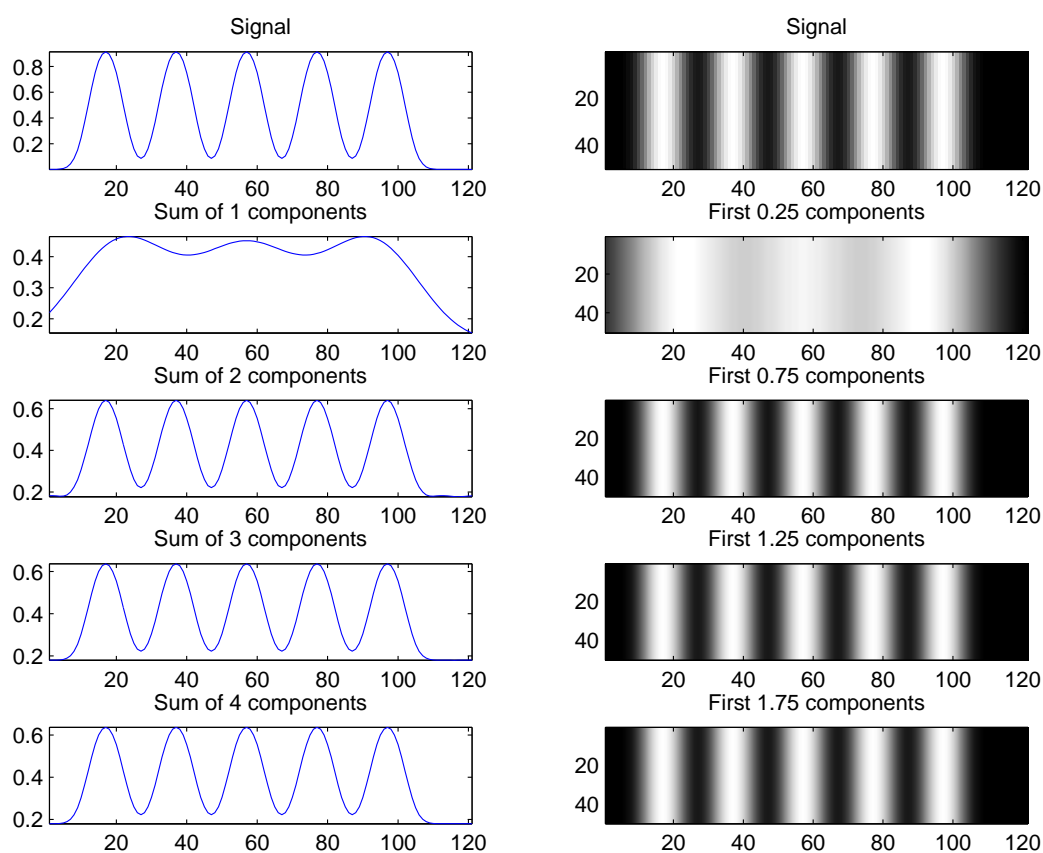 Signal
0.8
0.6
0.4
0.2
20 40 60 80 100 120
Sum of 1 components
0.4
0.3
0.2
20 40 60 80 100 120
Sum of 2 components
0.6
0.4
0.2
20 40 60 80 100 120
Sum of 3 components
0.6
0.4
0.2
20 40 60 80 100 120
Sum of 4 components
0.6
0.4
0.2
20 40 60 80 100 120
Signal
20
40
20 40 60 80 100 120
First 0.25 components
20
40
20 40 60 80 100 120
First 0.75 components
20
40
20 40 60 80 100 120
First 1.25 components
20
40
20 40 60 80 100 120
First 1.75 components
20
40
20 40 60 80 100 120